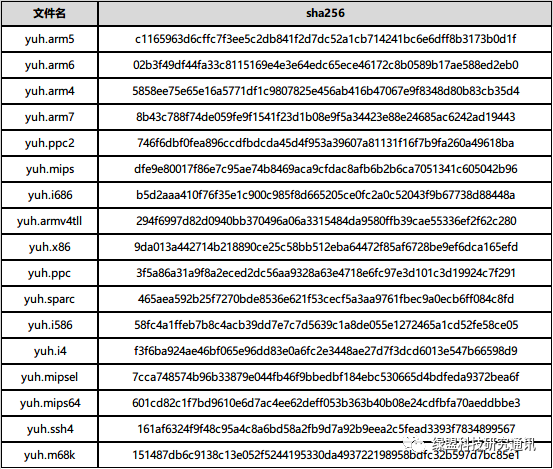 文件名 sha256
yuh.arm5 c1165963d6cffc7f3ee5c2db841f2d7dc52a1cb714241bc6e6dff8b3173b0d1f
yuh.arm6 02b3f49df44fa33c8115169e4e3e64edc65ece46172c8b0589b17ae588ed2eb0
yuh.arm4 5858ee75e65e16a5771df1c9807825e456ab416b47067e9f8348d80b83cb35d4
yuh.arm7 8b43c788f74de059fe9f1541f23d1b08e9f5a34423e88e24685ac6242ad19443
yuh.ppc2 746f6dbf0fea896ccdfbdcda45d4f953a39607a81131f16f7b9fa260a49618ba
yuh.mips dfe9e80017f86e7c95ae74b8469aca9cfdac8afb6b2b6ca7051341c605042b96
yuh.i686 b5d2aaa410f76f35e1c900c985f8d665205ce0fc2a0c52043f9b67738d88448a
yuh.armv4tll 294f6997d82d0940bb370496a06a3315484da9580ffb39cae55336ef2f62c280
yuh.x86 9da013a442714b218890ce25c58bb512eba64472f85af6728be9ef6dca165efd
yuh.ppc 3f5a86a31a9f8a2eced2dc56aa9328a63e4718e6fc97e3d101c3d19924c7f291
yuh.sparc 465aea592b25f7270bde8536e621f53cecf5a3aa9761fbec9a0ecb6ff084c8fd
yuh.i586 58fc4a1ffeb7b8c4acb39dd7e7c7d5639c1a8de055e1272465a1cd52fe58ce05
yuh.i4 f3f6ba924ae46bf065e96dd83e0a6fc2e3448ae27d7f3dcd6013e547b66598d9
yuh.mipsel 7cca748574b96b33879e044fb46f9bbedbf184ebc530665d4bdfeda9372bea6f
yuh.mips64 601cd82c1f7bd9610e6d7ac4ee62deff053b363b40b08e24cdfbfa70aeddbbe3
yuh.ssh4 161af6324f9f48c95a4c8a6bd58a2fb9d7a92b9eea2c5fead3393f7834899567
yuh.m68k 151487db6c9138c13e052f5244195330da493722198958bdfc32b597d7bc85e1
绿盟科技研究通讯